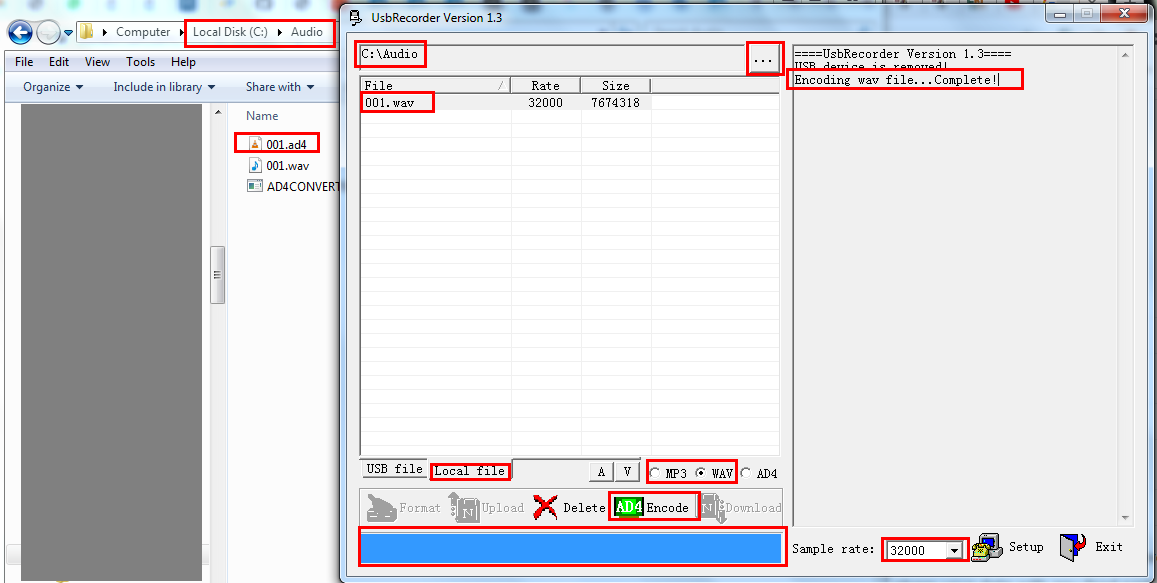 UsbRecorder Version 1.3
Computer
Local Disk (C:)
Audio
File
Edit
View
Tools
Help
Organize
Include in library
Share with
Name
001.ad4
001.wav
AD4CONVERT
C:\Audio
...
File / Rate Size
001.wav 32000 7674318
====UsbRecorder Version 1.3====
USB device is removed!
Encoding wav file...Complete!
USB file
Local file
A
V
MP3
WAV
AD4
Format
N
Upload
Delete
AD4
Encode
N
Download
Sample rate:
32000
Setup
Exit